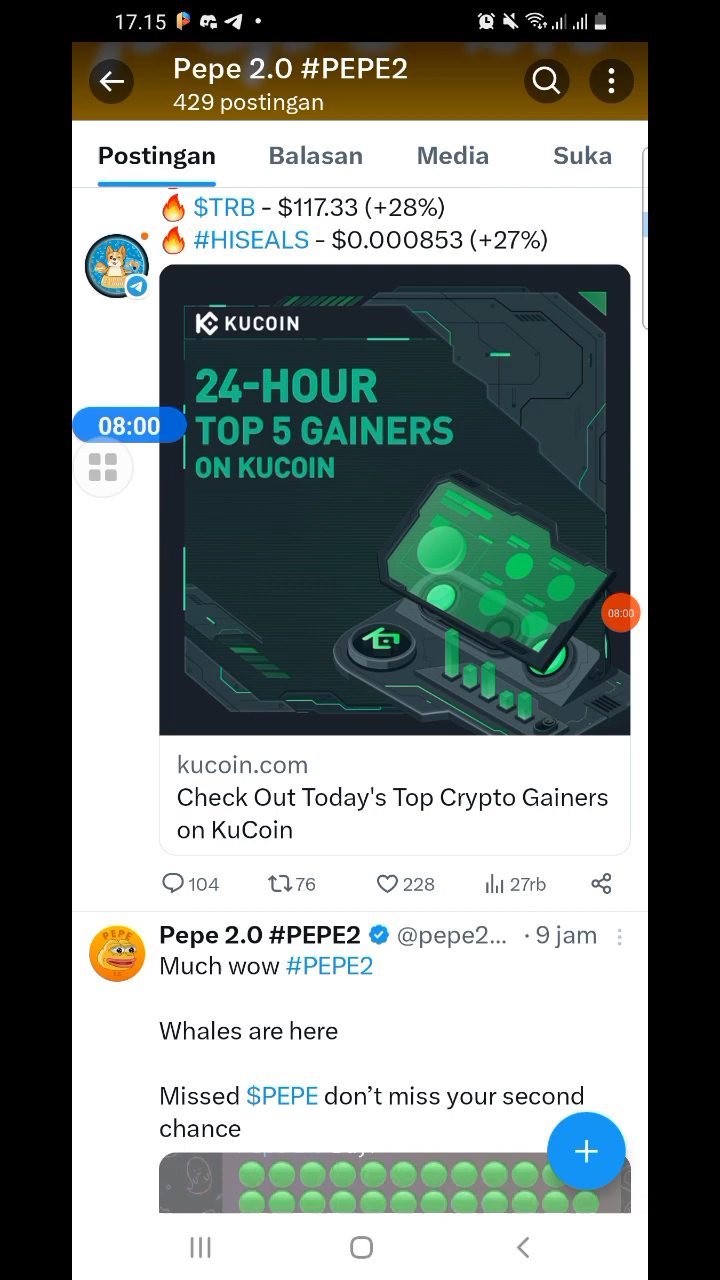 17.15
Pepe 2.0 #PEPE2
429 postingan
Postingan Balasan Media Suka
🔥 $TRB - $117.33 (+28%)
🔥 #HISEALS - $0.000853 (+27%)
KUCOIN
24-HOUR
TOP 5 GAINERS
ON KUCOIN
08:00
08:00
kucoin.com
Check Out Today's Top Crypto Gainers
on KuCoin
104 76 228 27rb
PEPE
Pepe 2.0 #PEPE2 @pepe2... · 9 jam
Much wow #PEPE2
Whales are here
Missed $PEPE don’t miss your second
chance